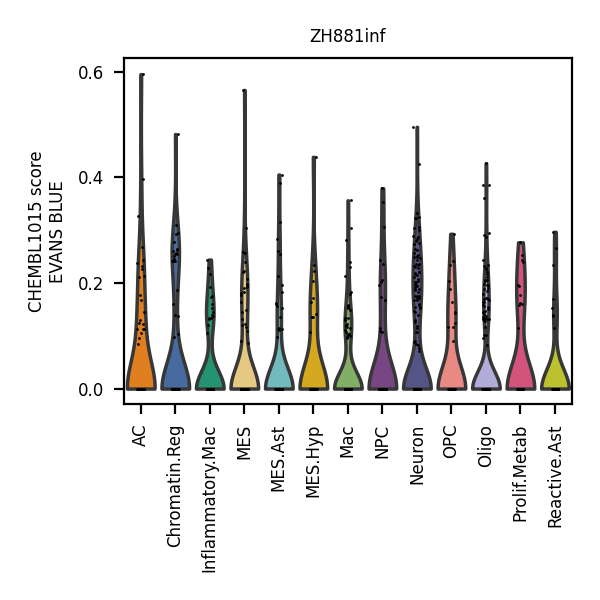 ZH881inf
CHEMBL1015 score
EVANS BLUE
0.6
0.4
0.2
0.0
AC
Chromatin.Reg
Inflammatory.Mac
MES
MES.Ast
MES.Hyp
Mac
NPC
Neuron
OPC
Oligo
Prolif.Metab
Reactive.Ast